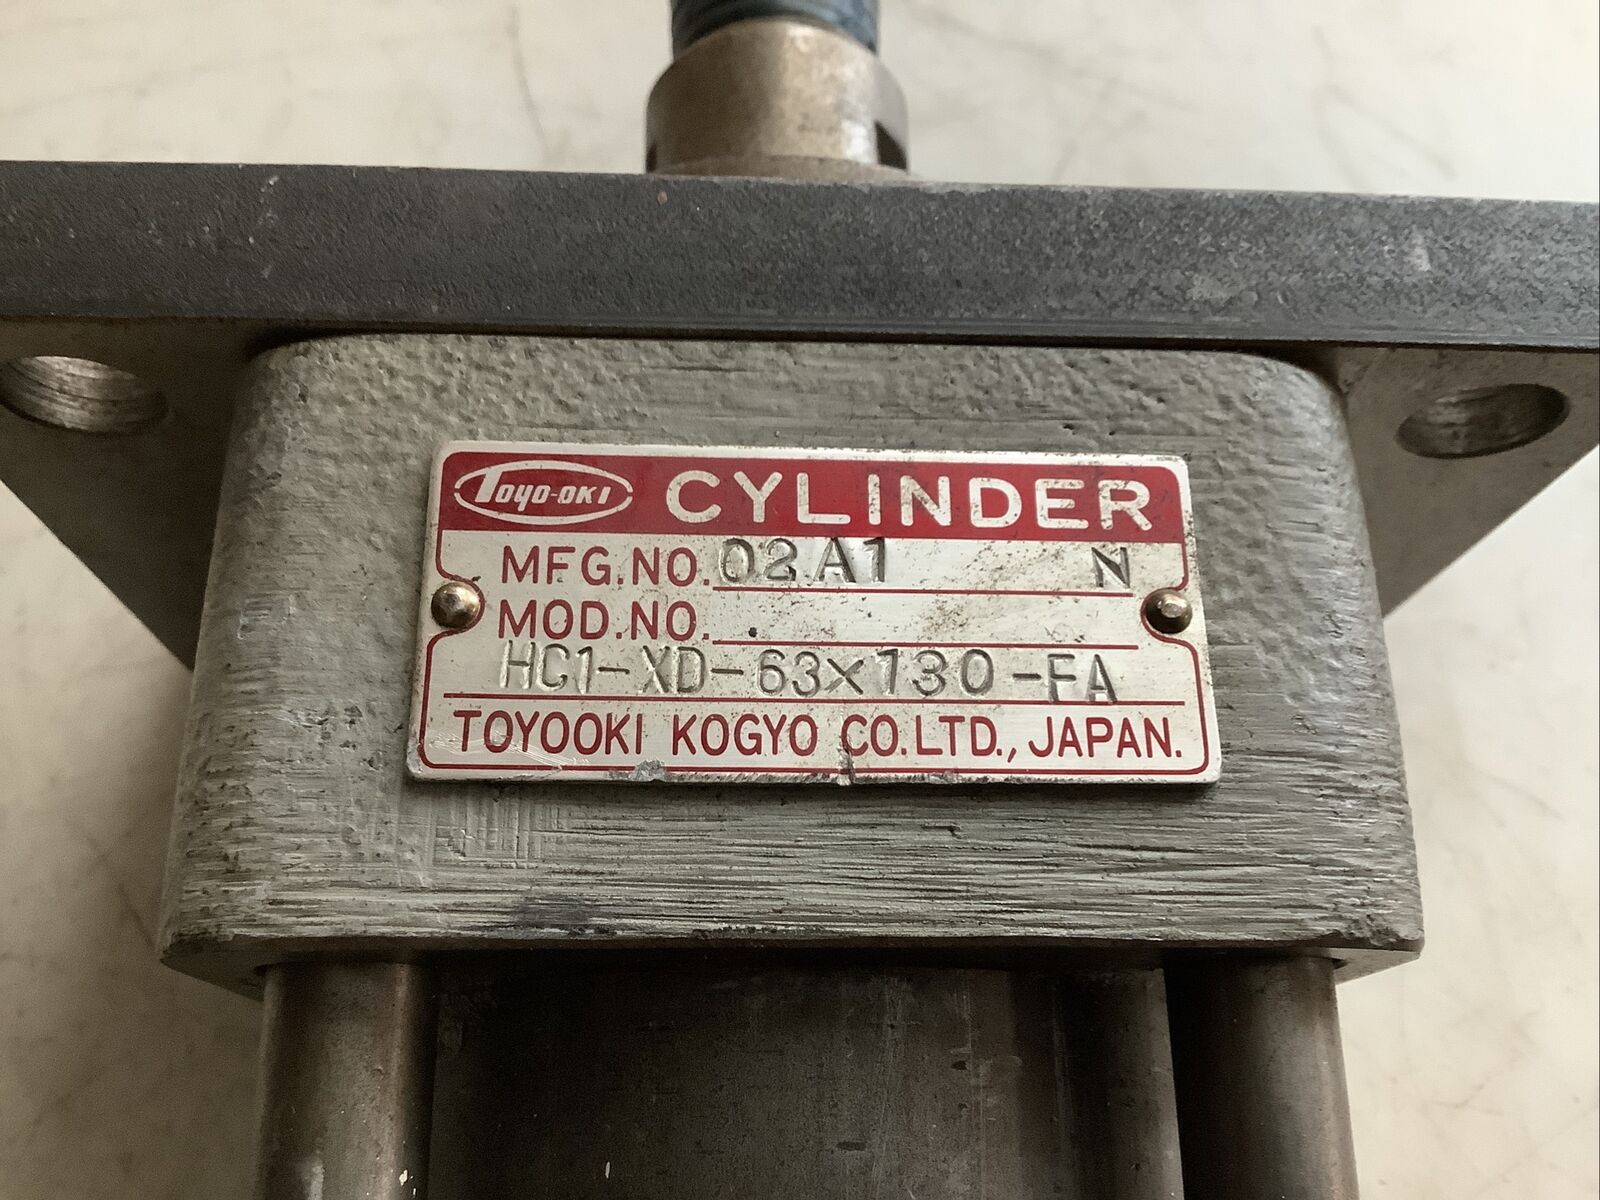 TOYO-OKI CYLINDER
MFG.NO. 02A1 N
MOD.NO.
HC1-XD-63×130-FA
TOYOOKI KOGYO CO.LTD., JAPAN.